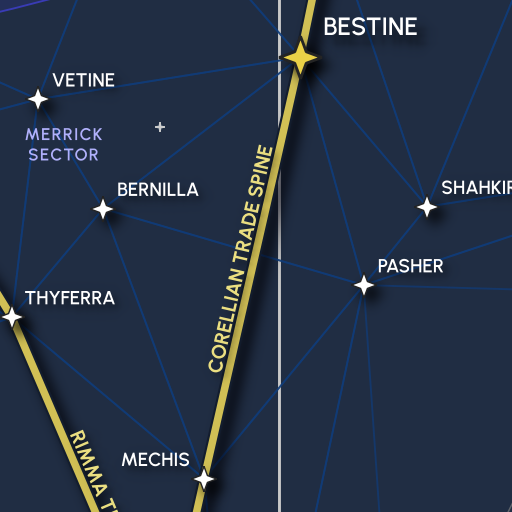 BESTINE
VETINE
MERRICK
SECTOR
BERNILLA
SHAHKI
CORELLIAN TRADE SPINE
PASHER
THYFERRA
MECHIS
RIMMA